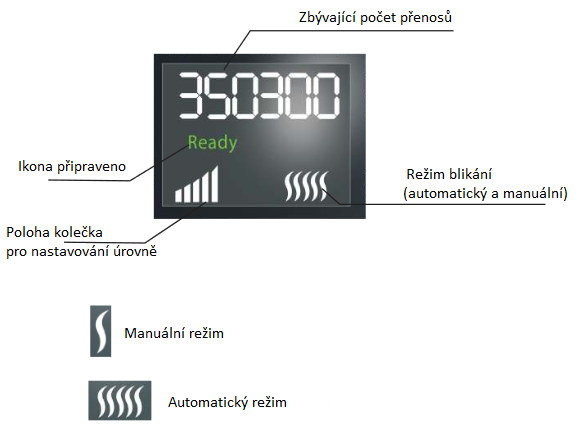 Zbývající počet přenosů
350300
Ready
Ikona připraveno
Režim blikání
(automatický a manuální)
Poloha kolečka
pro nastavování úrovně
Manuální režim
Automatický režim